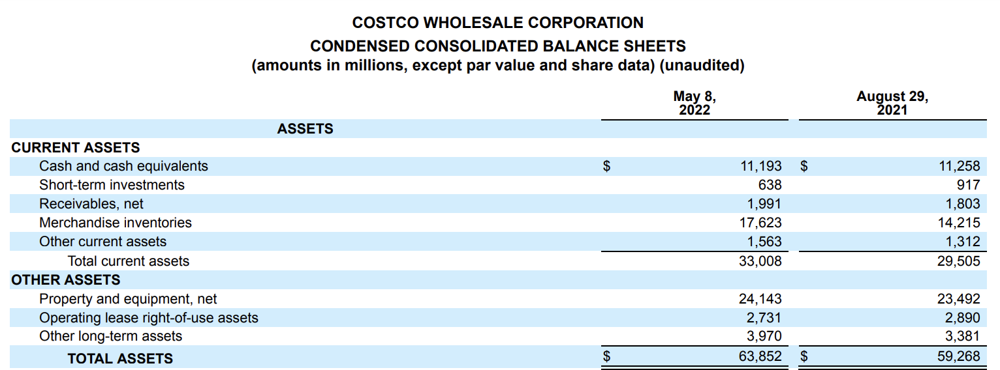 COSTCO WHOLESALE CORPORATION
CONDENSED CONSOLIDATED BALANCE SHEETS
(amounts in millions, except par value and share data) (unaudited)
May 8, 2022 August 29, 2021
ASSETS
CURRENT ASSETS
Cash and cash equivalents $ 11,193 $ 11,258
Short-term investments 638 917
Receivables, net 1,991 1,803
Merchandise inventories 17,623 14,215
Other current assets 1,563 1,312
Total current assets 33,008 29,505
OTHER ASSETS
Property and equipment, net 24,143 23,492
Operating lease right-of-use assets 2,731 2,890
Other long-term assets 3,970 3,381
TOTAL ASSETS $ 63,852 $ 59,268